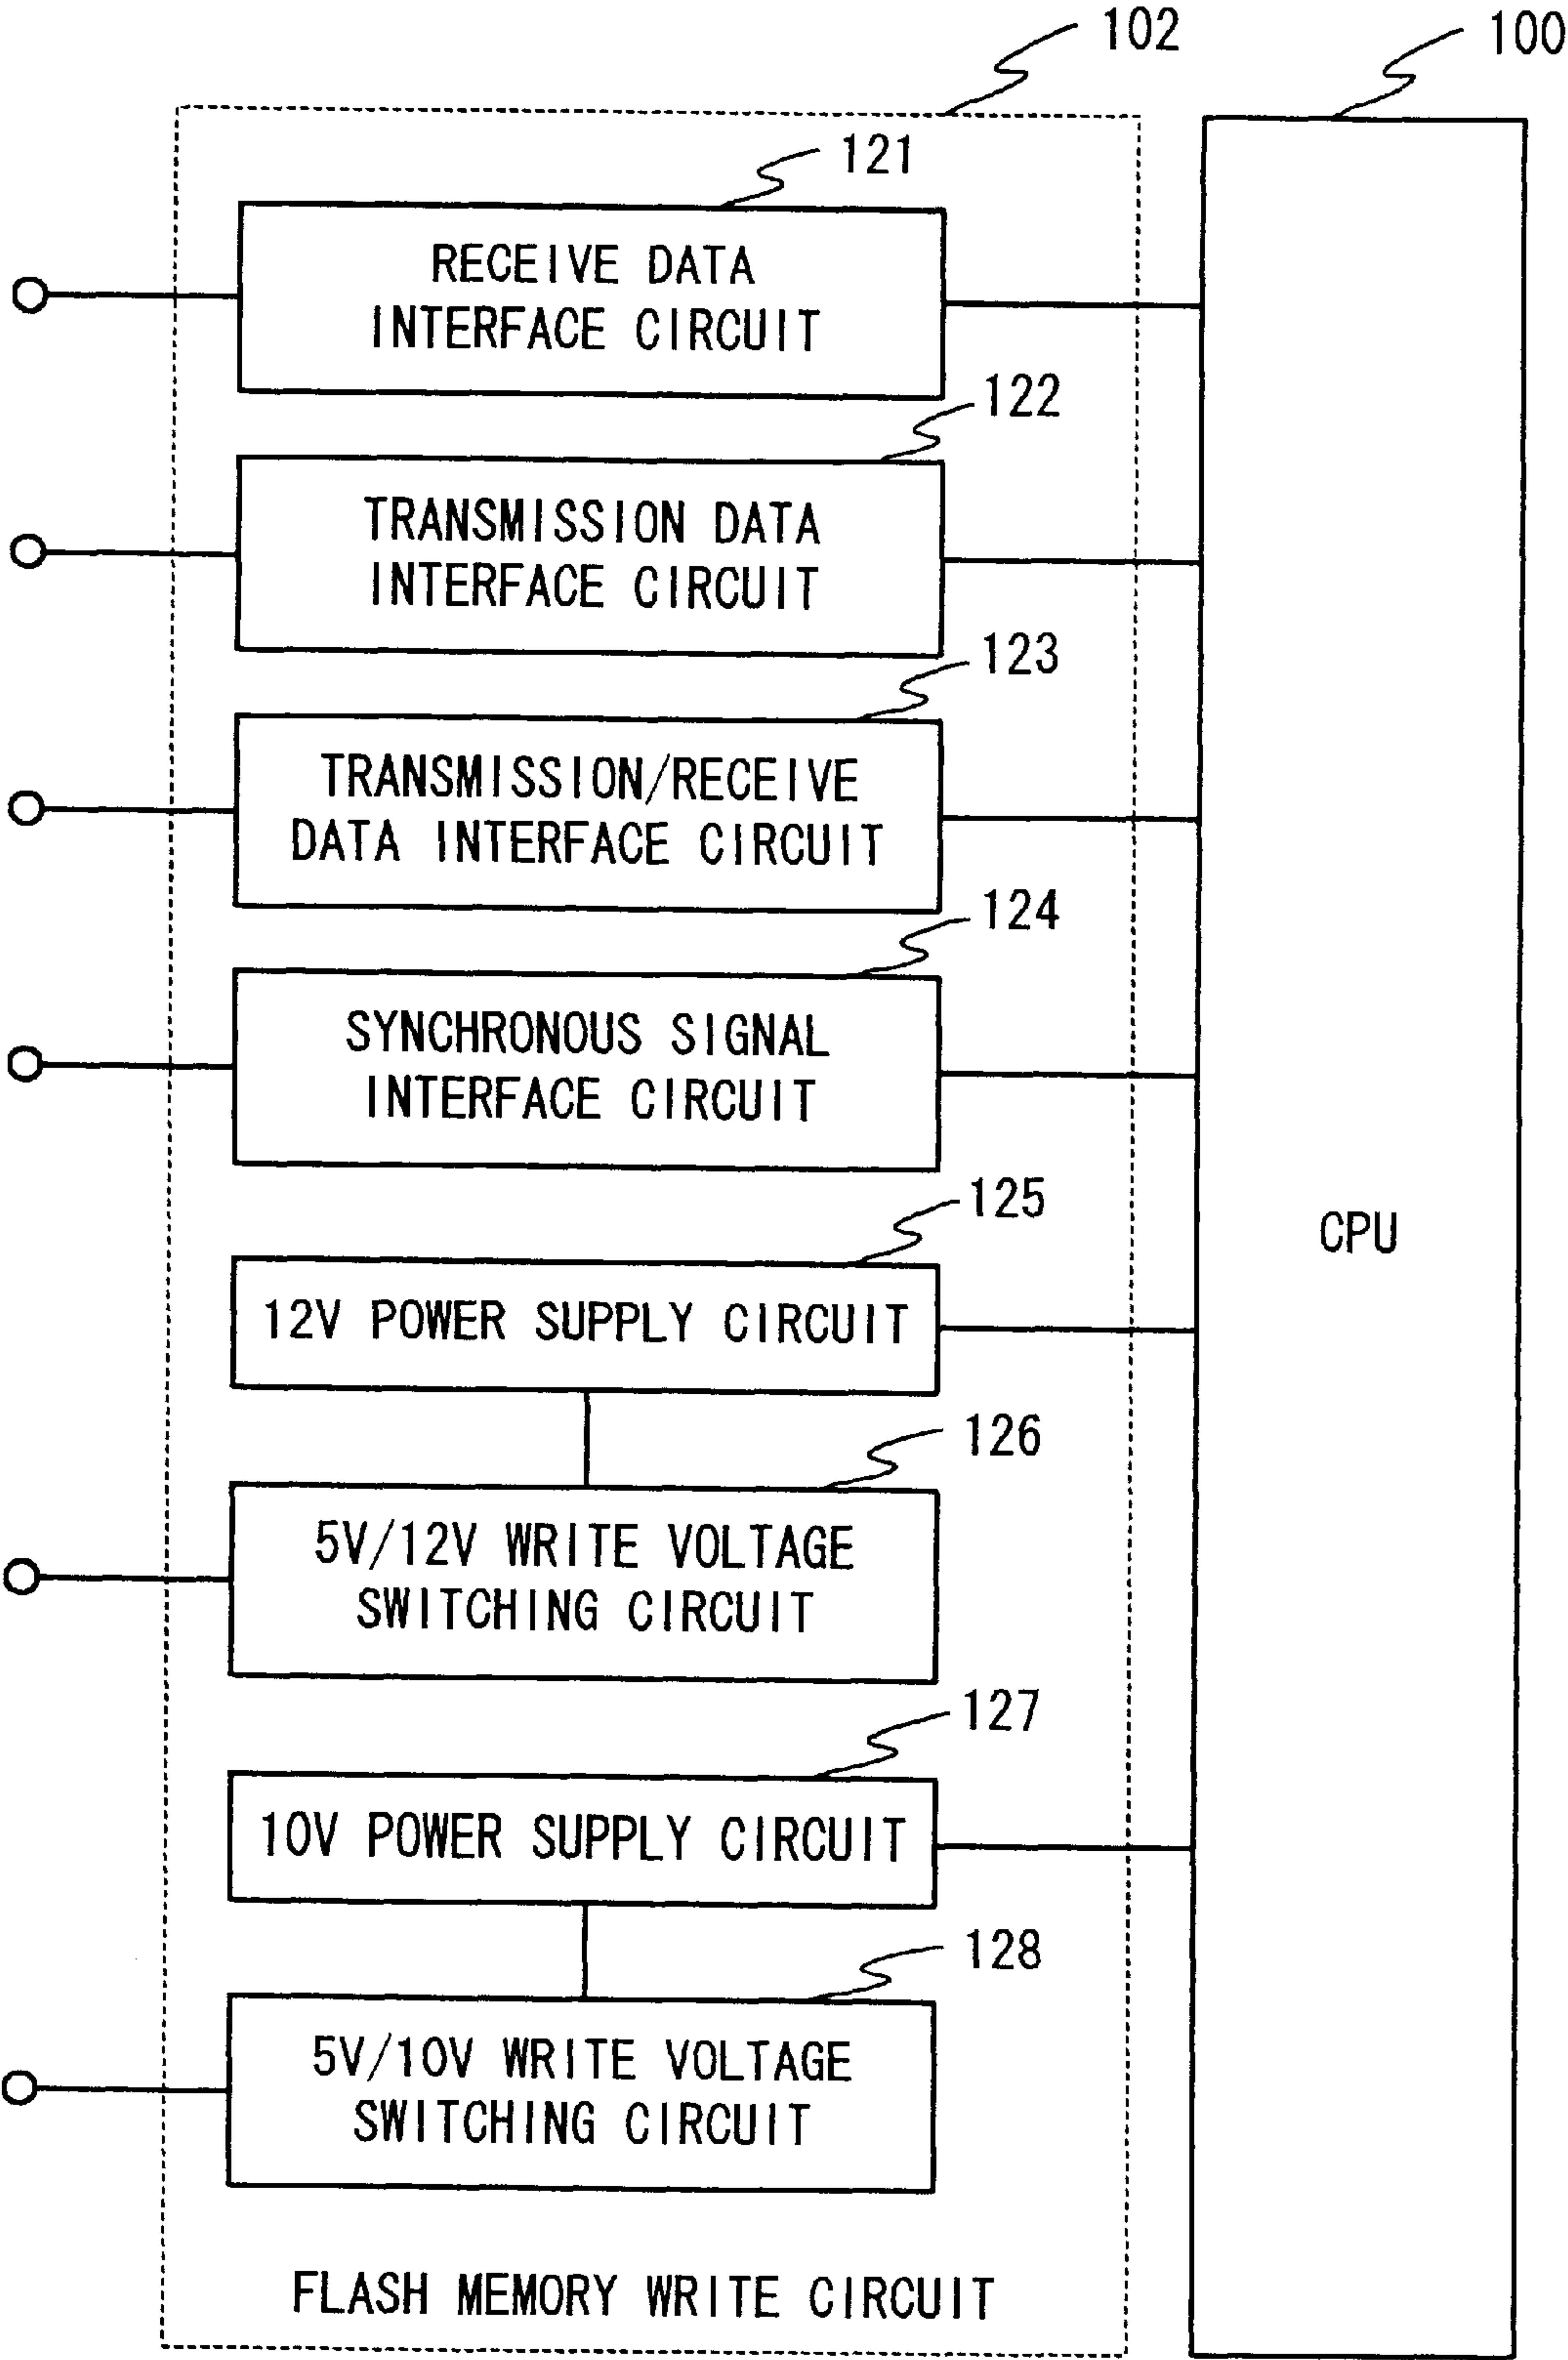 102
100
121
RECEIVE DATA
INTERFACE CIRCUIT
122
TRANSMISSION DATA
INTERFACE CIRCUIT
123
TRANSMISSION/RECEIVE
DATA INTERFACE CIRCUIT
124
SYNCHRONOUS SIGNAL
INTERFACE CIRCUIT
125
12V POWER SUPPLY CIRCUIT
CPU
126
5V/12V WRITE VOLTAGE
SWITCHING CIRCUIT
127
10V POWER SUPPLY CIRCUIT
128
5V/10V WRITE VOLTAGE
SWITCHING CIRCUIT
FLASH MEMORY WRITE CIRCUIT